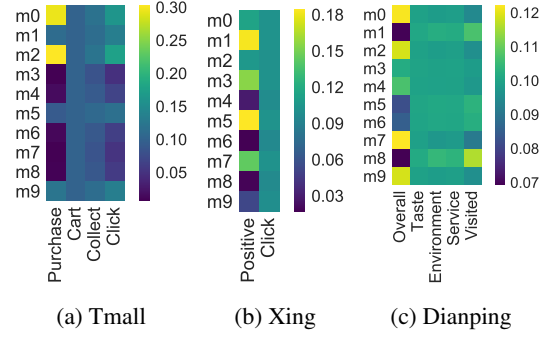 m0
m1
m2
m3
m4
m5
m6
m7
m8
m9
Purchase
Cart
Collect
Click
0.30
0.25
0.20
0.15
0.10
0.05
(a) Tmall
m0
m1
m2
m3
m4
m5
m6
m7
m8
m9
Positive
Click
0.18
0.15
0.12
0.09
0.06
0.03
(b) Xing
m0
m1
m2
m3
m4
m5
m6
m7
m8
m9
Overall
Taste
Environment
Service
Visited
0.12
0.11
0.10
0.09
0.08
0.07
(c) Dianping